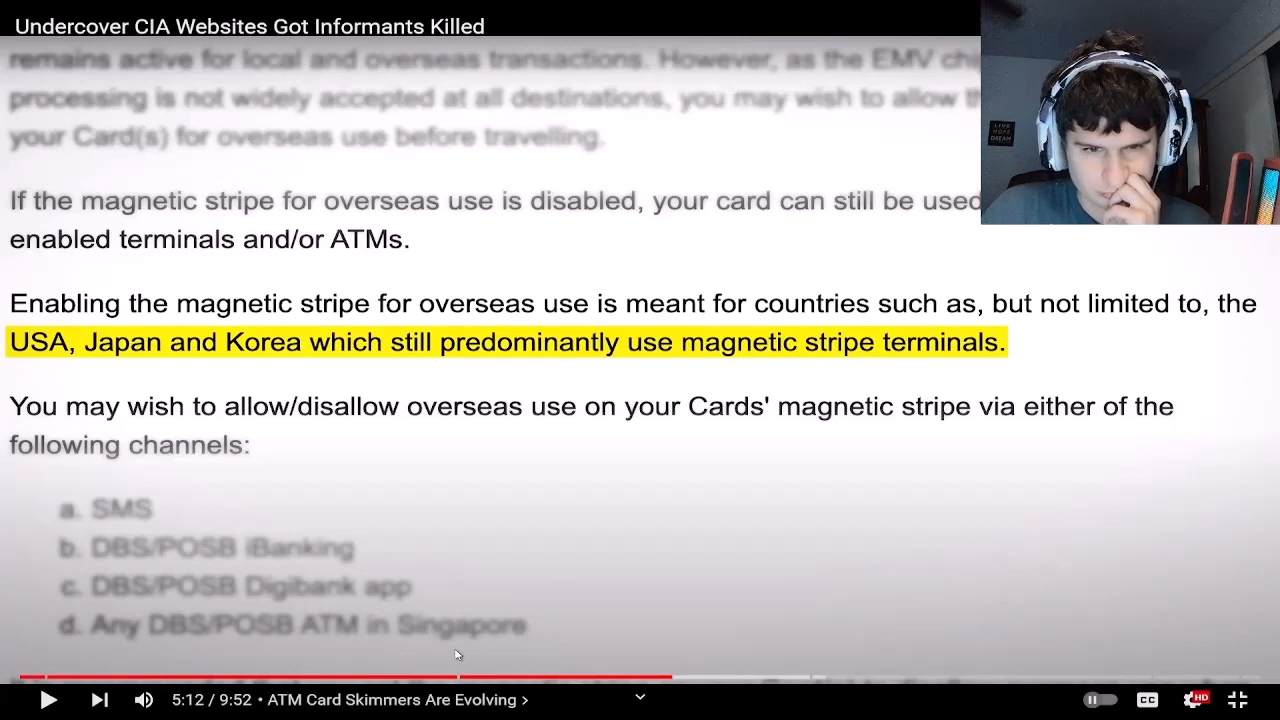 Undercover CIA Websites Got Informants Killed
remains active for local and overseas transactions. However, as the EMV chi
processing is not widely accepted at all destinations, you may wish to allow th
your Card(s) for overseas use before travelling.
LIVE
HOPE
DREAM
If the magnetic stripe for overseas use is disabled, your card can still be used
enabled terminals and/or ATMs.
Enabling the magnetic stripe for overseas use is meant for countries such as, but not limited to, the
USA, Japan and Korea which still predominantly use magnetic stripe terminals.
You may wish to allow/disallow overseas use on your Cards' magnetic stripe via either of the
following channels:
a. SMS
b. DBS/POSB iBanking
c. DBS/POSB Digibank app
d. Any DBS/POSB ATM in Singapore
5:12 / 9:52 • ATM Card Skimmers Are Evolving >
CC
HD